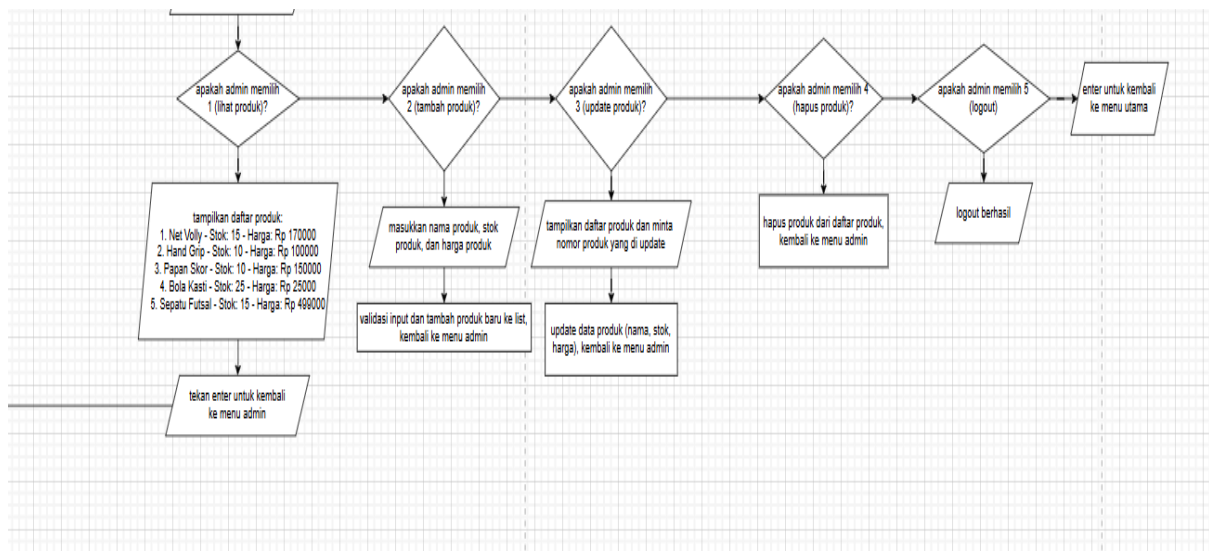 apakah admin memilih
1 (lihat produk)?
apakah admin memilih
2 (tambah produk)?
apakah admin memilih
3 (update produk)?
apakah admin memilih 4
(hapus produk)?
apakah admin memilih 5
(logout)
enter untuk kembali
ke menu utama
tampilkan daftar produk:
1. Net Volly - Stok: 15 - Harga: Rp 170000
2. Hand Grip - Stok: 10 - Harga: Rp 100000
3. Papan Skor - Stok: 10 - Harga: Rp 150000
4. Bola Kasti - Stok: 25 - Harga: Rp 25000
5. Sepatu Futsal - Stok: 15 - Harga: Rp 499000
masukkan nama produk, stok
produk, dan harga produk
tampilkan daftar produk dan minta
nomor produk yang di update
hapus produk dari daftar produk,
kembali ke menu admin
logout berhasil
validasi input dan tambah produk baru ke list,
kembali ke menu admin
update data produk (nama, stok,
harga), kembali ke menu admin
tekan enter untuk kembali
ke menu admin